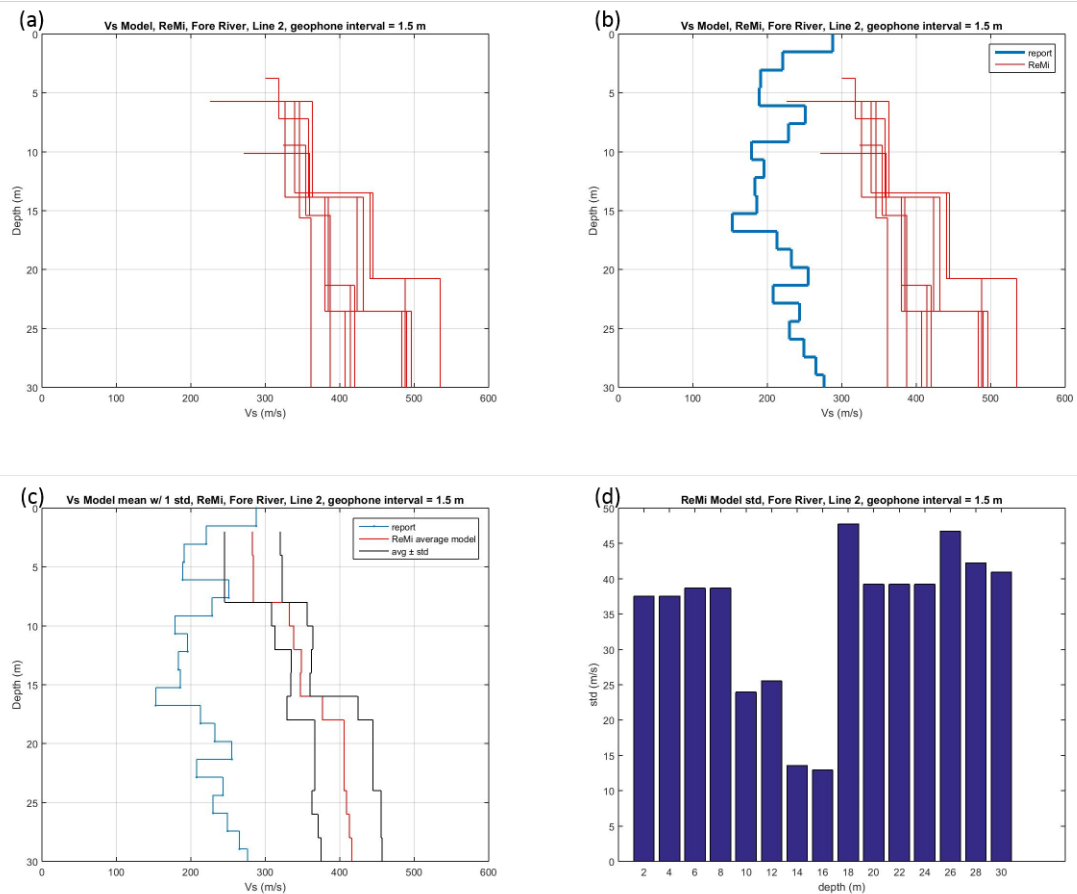 (a)
Vs Model, ReMi, Fore River, Line 2, geophone interval = 1.5 m
0
5
10
15
20
25
30
Depth (m)
0 100 200 300 400 500 600
Vs (m/s)
(b)
Vs Model, ReMi, Fore River, Line 2, geophone interval = 1.5 m
report
ReMi
0
5
10
15
20
25
30
Depth (m)
0 100 200 300 400 500 600
Vs (m/s)
(c)
Vs Model mean w/ 1 std, ReMi, Fore River, Line 2, geophone interval = 1.5 m
report
ReMi average model
avg ± std
0
5
10
15
20
25
30
Depth (m)
0 100 200 300 400 500 600
Vs (m/s)
(d)
ReMi Model std, Fore River, Line 2, geophone interval = 1.5 m
50
45
40
35
30
25
20
15
10
5
0
std (m/s)
2 4 6 8 10 12 14 16 18 20 22 24 26 28 30
depth (m)